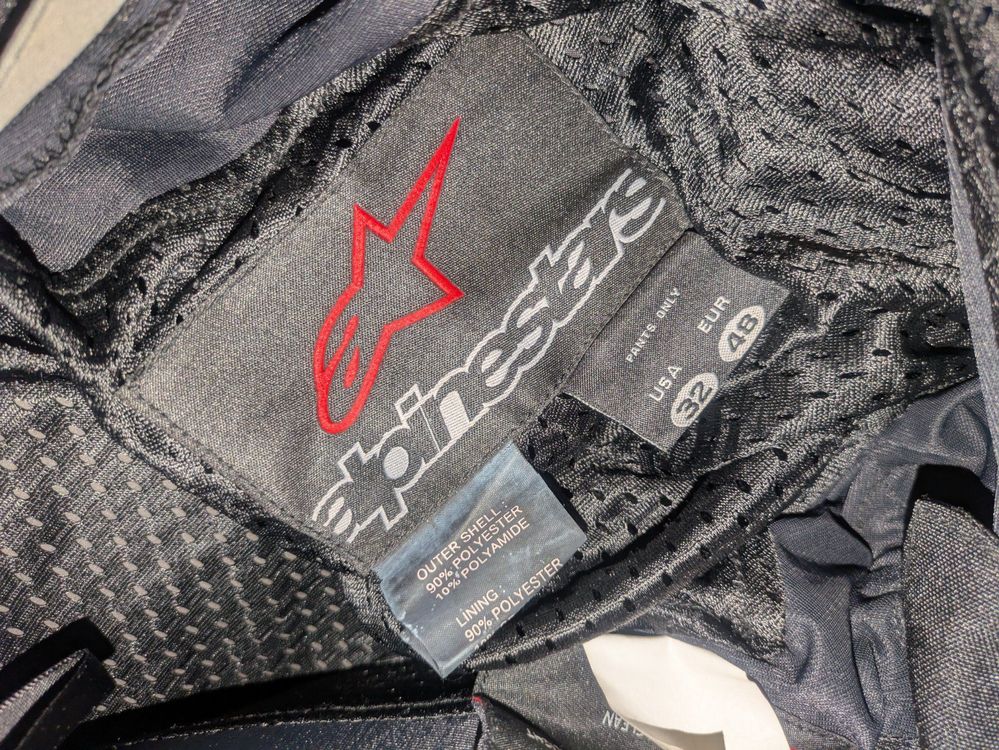 alpinestars
PANTS ONLY
USA EUR
32 48
OUTER SHELL:
90% POLYESTER
10% POLYAMIDE
LINING:
90% POLYESTER